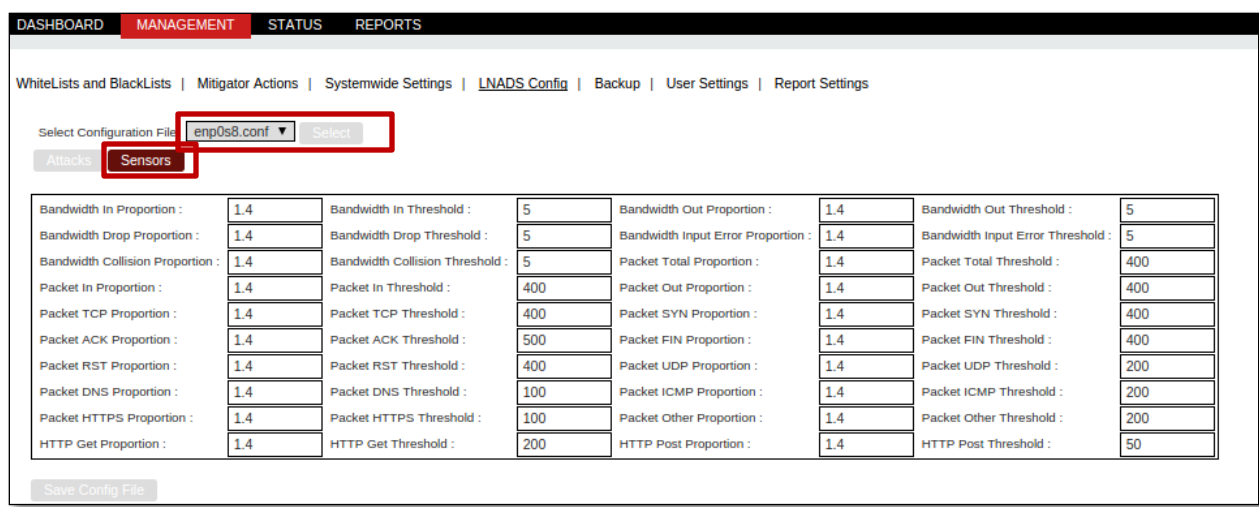 DASHBOARD MANAGEMENT STATUS REPORTS
WhiteLists and BlackLists | Mitigator Actions | Systemwide Settings | LNADS Config | Backup | User Settings | Report Settings
Select Configuration File enp0s8.conf ▼ Select
Attacks Sensors
Bandwidth In Proportion : 1.4 Bandwidth In Threshold : 5 Bandwidth Out Proportion : 1.4 Bandwidth Out Threshold : 5
Bandwidth Drop Proportion : 1.4 Bandwidth Drop Threshold : 5 Bandwidth Input Error Proportion : 1.4 Bandwidth Input Error Threshold : 5
Bandwidth Collision Proportion : 1.4 Bandwidth Collision Threshold : 5 Packet Total Proportion : 1.4 Packet Total Threshold : 400
Packet In Proportion : 1.4 Packet In Threshold : 400 Packet Out Proportion : 1.4 Packet Out Threshold : 400
Packet TCP Proportion : 1.4 Packet TCP Threshold : 400 Packet SYN Proportion : 1.4 Packet SYN Threshold : 400
Packet ACK Proportion : 1.4 Packet ACK Threshold : 500 Packet FIN Proportion : 1.4 Packet FIN Threshold : 400
Packet RST Proportion : 1.4 Packet RST Threshold : 400 Packet UDP Proportion : 1.4 Packet UDP Threshold : 200
Packet DNS Proportion : 1.4 Packet DNS Threshold : 100 Packet ICMP Proportion : 1.4 Packet ICMP Threshold : 200
Packet HTTPS Proportion : 1.4 Packet HTTPS Threshold : 100 Packet Other Proportion : 1.4 Packet Other Threshold : 200
HTTP Get Proportion : 1.4 HTTP Get Threshold : 200 HTTP Post Proportion : 1.4 HTTP Post Threshold : 50
Save Config File